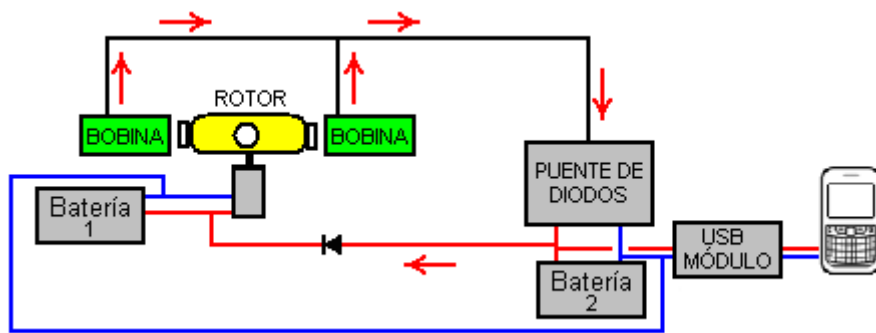 ROTOR
BOBINA
BOBINA
PUENTE DE
DIODOS
Batería
1
USB
MÓDULO
Batería
2